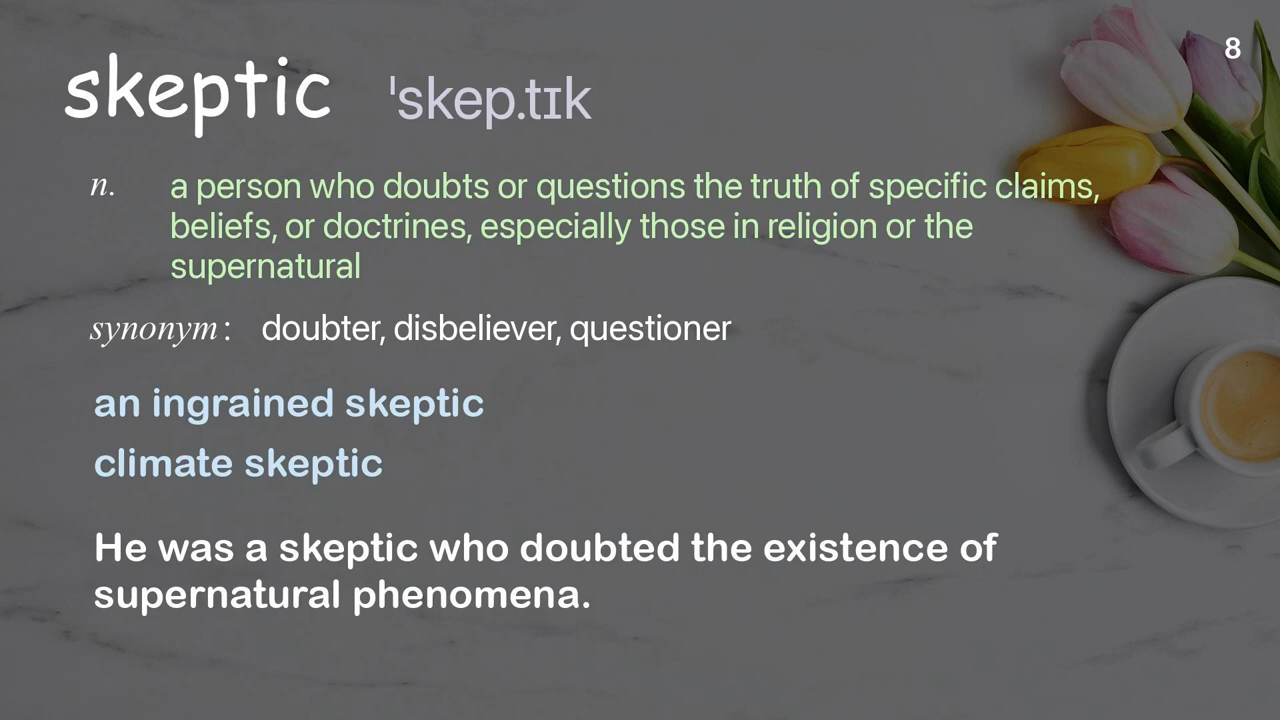 8
skeptic ˈskep.tɪk
n. a person who doubts or questions the truth of specific claims,
beliefs, or doctrines, especially those in religion or the
supernatural
synonym: doubter, disbeliever, questioner
an ingrained skeptic
climate skeptic
He was a skeptic who doubted the existence of
supernatural phenomena.